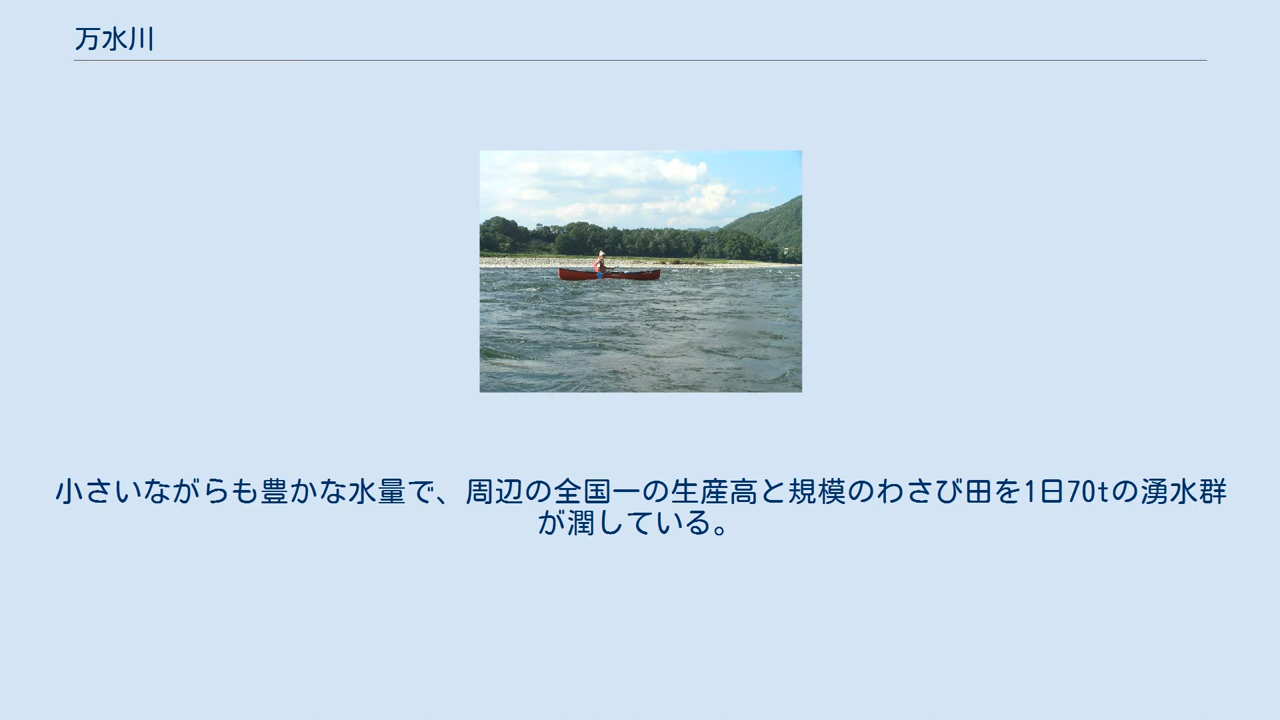 万水川
小さいながらも豊かな水量で、周辺の全国一の生産高と規模のわさび田を1日70tの湧水群
が潤している。